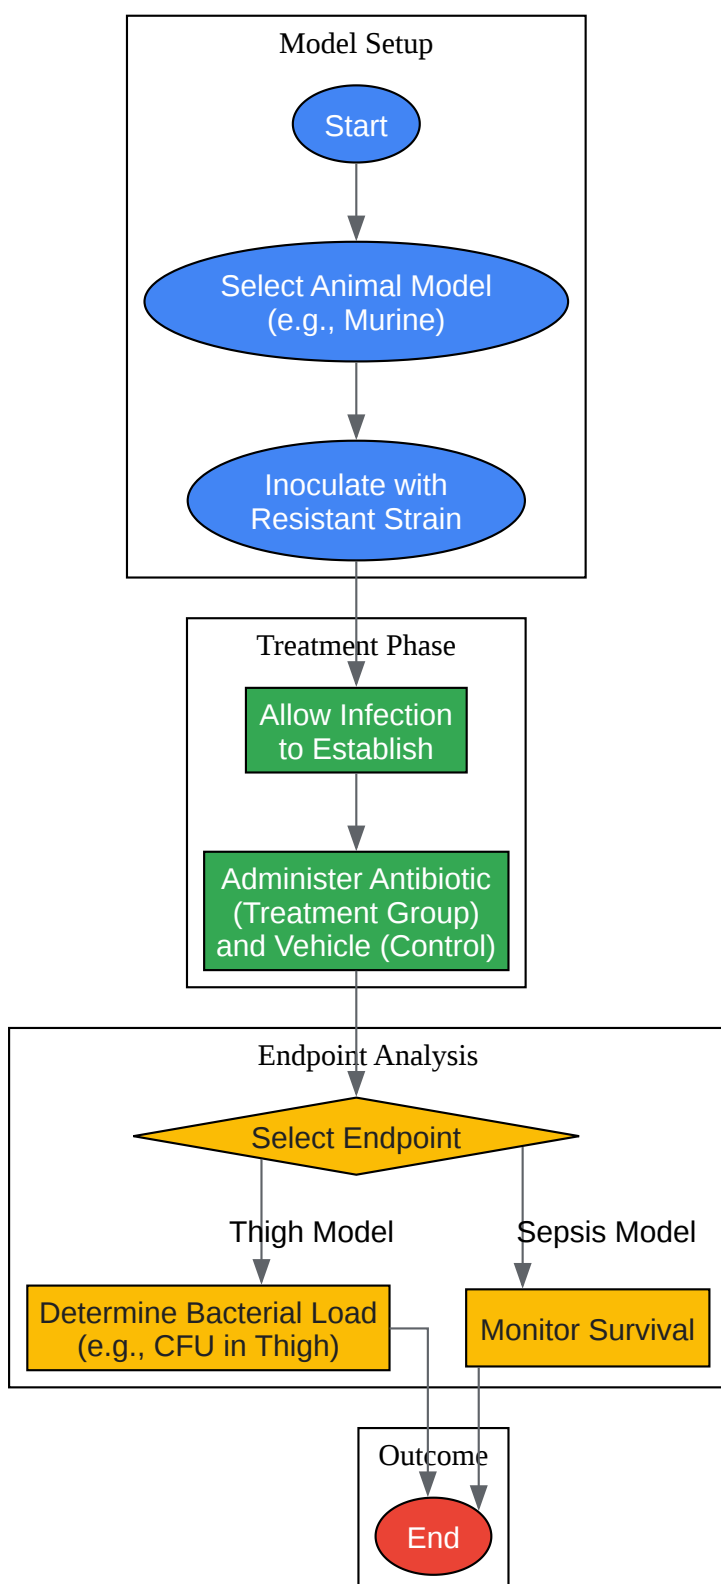 Model Setup
Start
Select Animal Model
(e.g., Murine)
Inoculate with
Resistant Strain
Treatment Phase
Allow Infection
to Establish
Administer Antibiotic
(Treatment Group)
and Vehicle (Control)
Endpoint Analysis
Select Endpoint
Thigh Model
Sepsis Model
Determine Bacterial Load
(e.g., CFU in Thigh)
Monitor Survival
Outcome
End